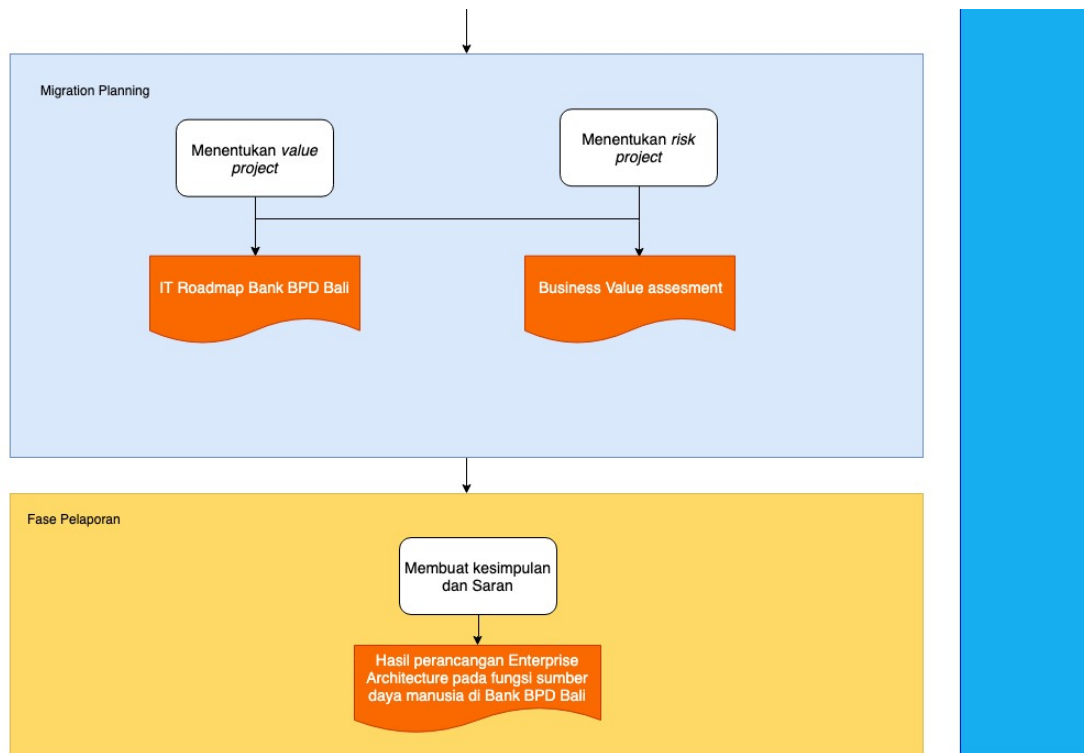 Migration Planning
Menentukan value
project
Menentukan risk
project
IT Roadmap Bank BPD Bali
Business Value assesment
Fase Pelaporan
Membuat kesimpulan
dan Saran
Hasil perancangan Enterprise
Architecture pada fungsi sumber
daya manusia di Bank BPD Bali